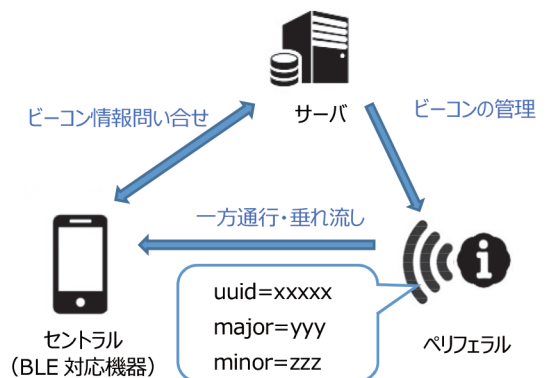 サーバ
ビーコン情報問い合せ
ビーコンの管理
一方通行・垂れ流し
uuid=xxxxx
major=yyy
minor=zzz
セントラル
（BLE 対応機器）
ペリフェラル